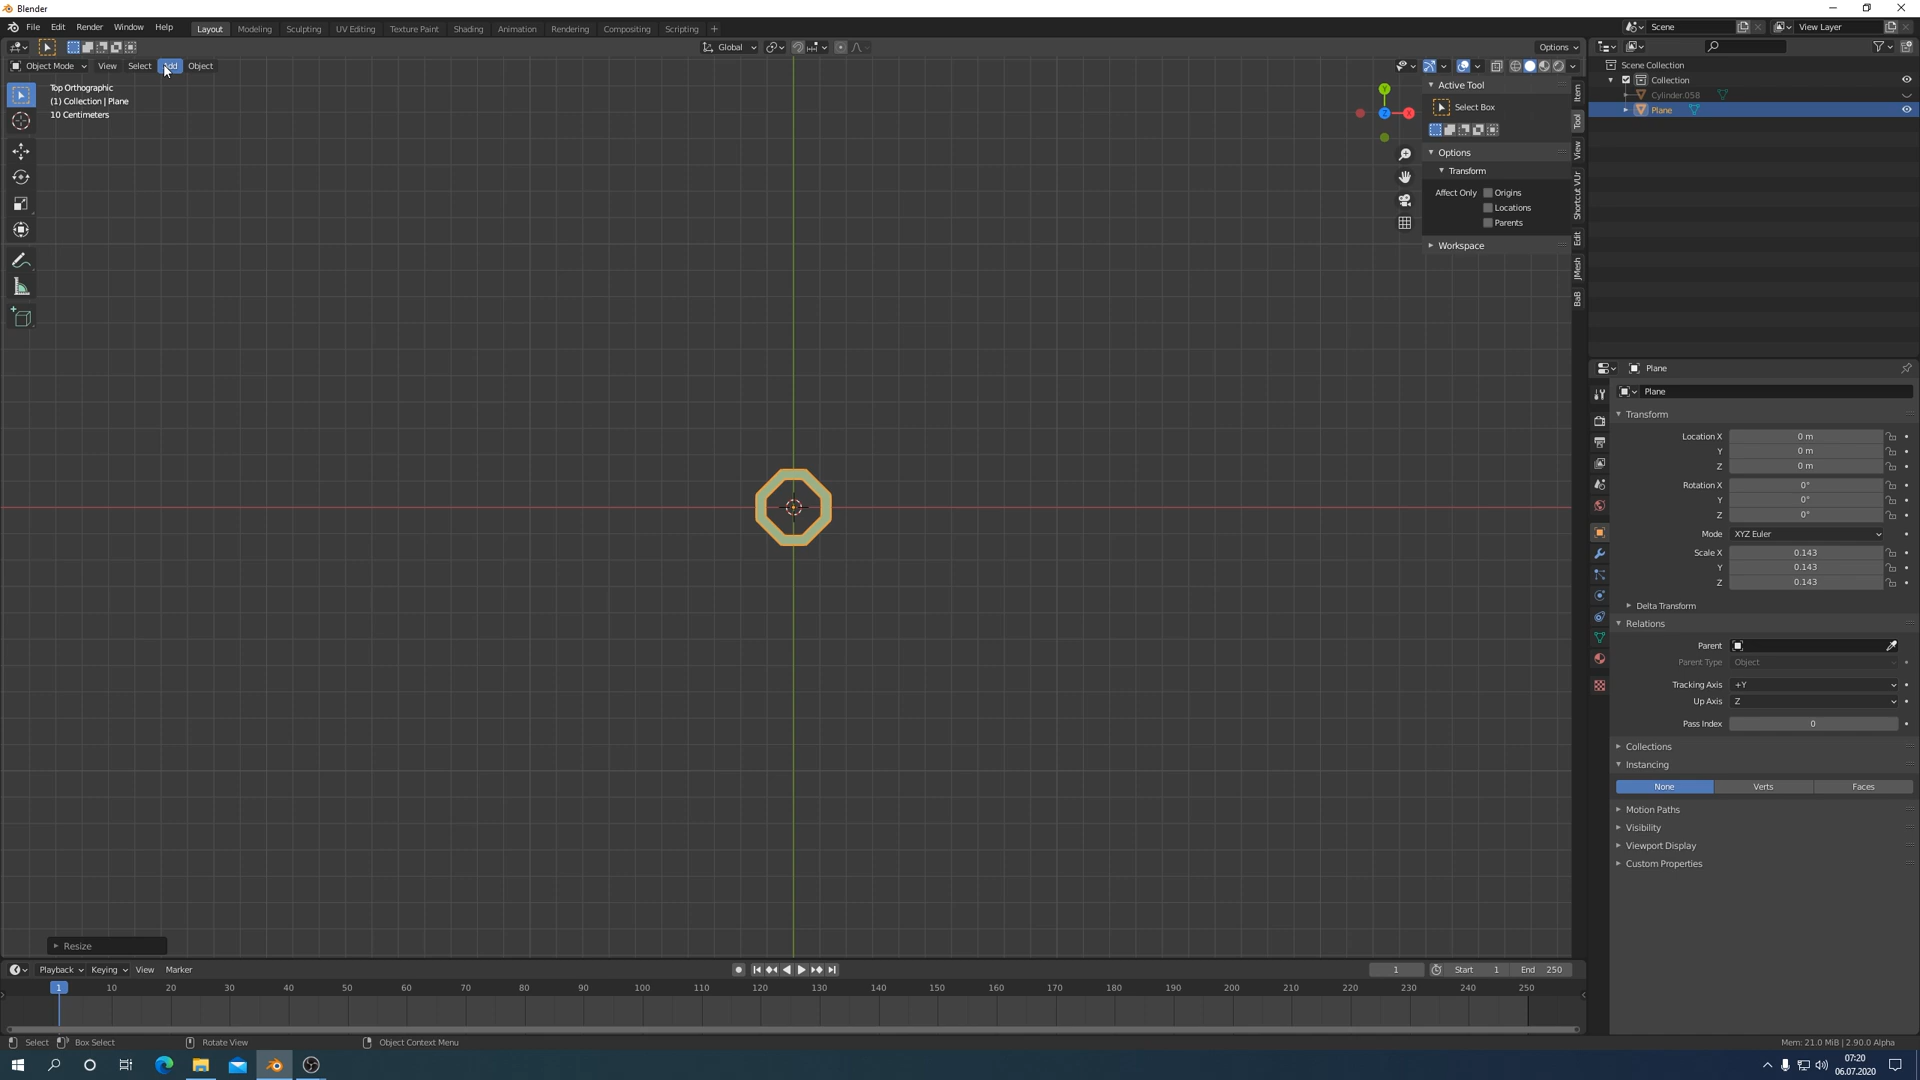 Blender
File Edit Render Window Help Layout Modeling Sculpting UV Editing Texture Paint Shading Animation Rendering Compositing Scripting + Scene View Layer
Global Options
Object Mode View Select Add Object
Top Orthographic
(1) Collection | Plane
10 Centimeters
Y
X
Z
Active Tool
Select Box
Options
Transform
Affect Only Origins
Locations
Parents
Workspace
Item
Tool
View
Shortcut VUr
Edit
JMesh
BaB
Scene Collection
Collection
Cylinder.058
Plane
Plane
Plane
Transform
Location X 0 m
Y 0 m
Z 0 m
Rotation X 0°
Y 0°
Z 0°
Mode XYZ Euler
Scale X 0.143
Y 0.143
Z 0.143
Delta Transform
Relations
Parent
Parent Type Object
Tracking Axis +Y
Up Axis Z
Pass Index 0
Collections
Instancing
None Verts Faces
Motion Paths
Visibility
Viewport Display
Custom Properties
Resize
Playback Keying View Marker 1 Start 1 End 250
1 10 20 30 40 50 60 70 80 90 100 110 120 130 140 150 160 170 180 190 200 210 220 230 240 250
Select Box Select Rotate View Object Context Menu Mem: 21.0 MiB | 2.90.0 Alpha
07:20
06.07.2020